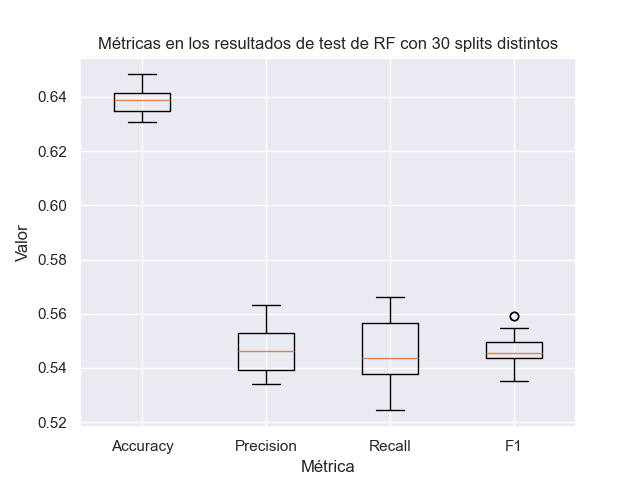 Métricas en los resultados de test de RF con 30 splits distintos
0.64
0.62
0.60
0.58
0.56
0.54
0.52
Valor
Accuracy Precision Recall F1
Métrica